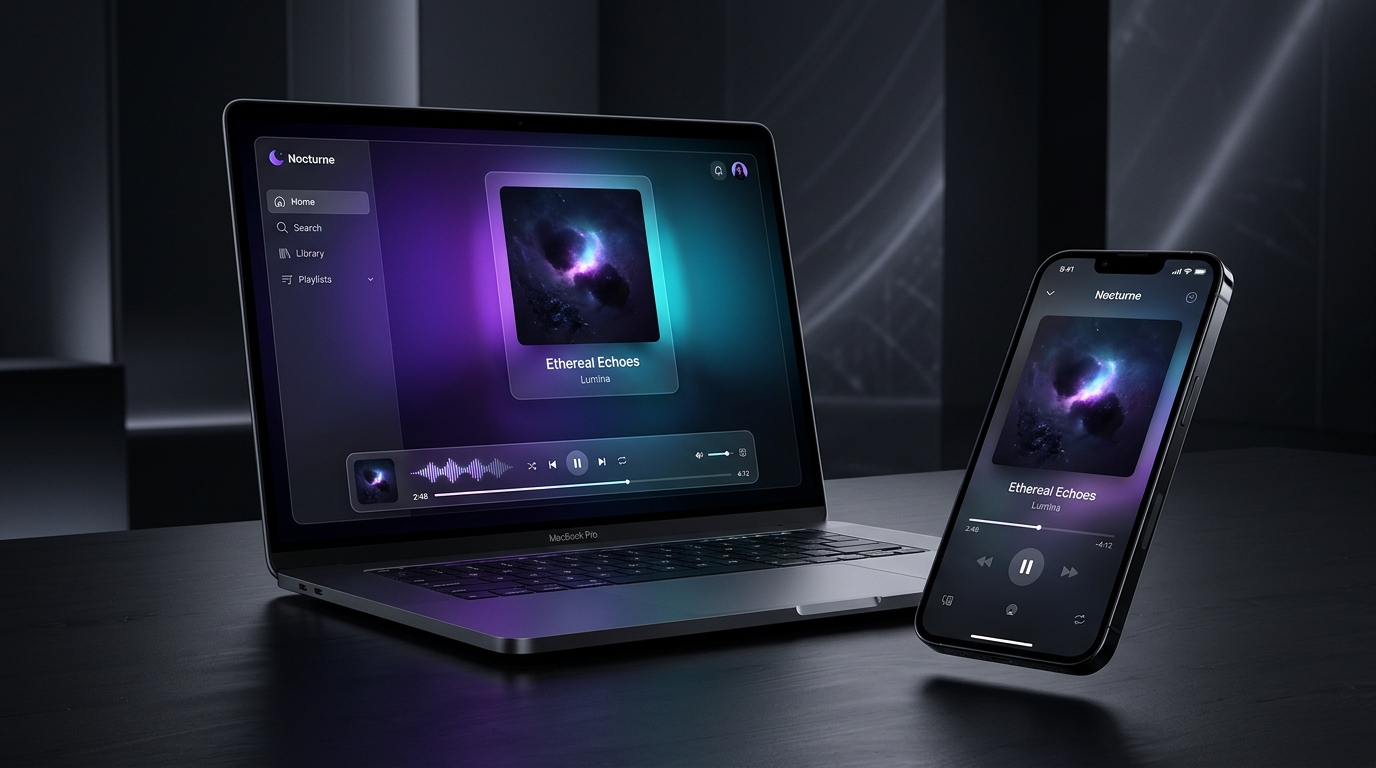 Nocturne
Home
Search
Library
Playlists
Ethereal Echoes
Lumina
2:48
4:32
MacBook Pro
Nocturne
Ethereal Echoes
Lumina
2:48
-4:12